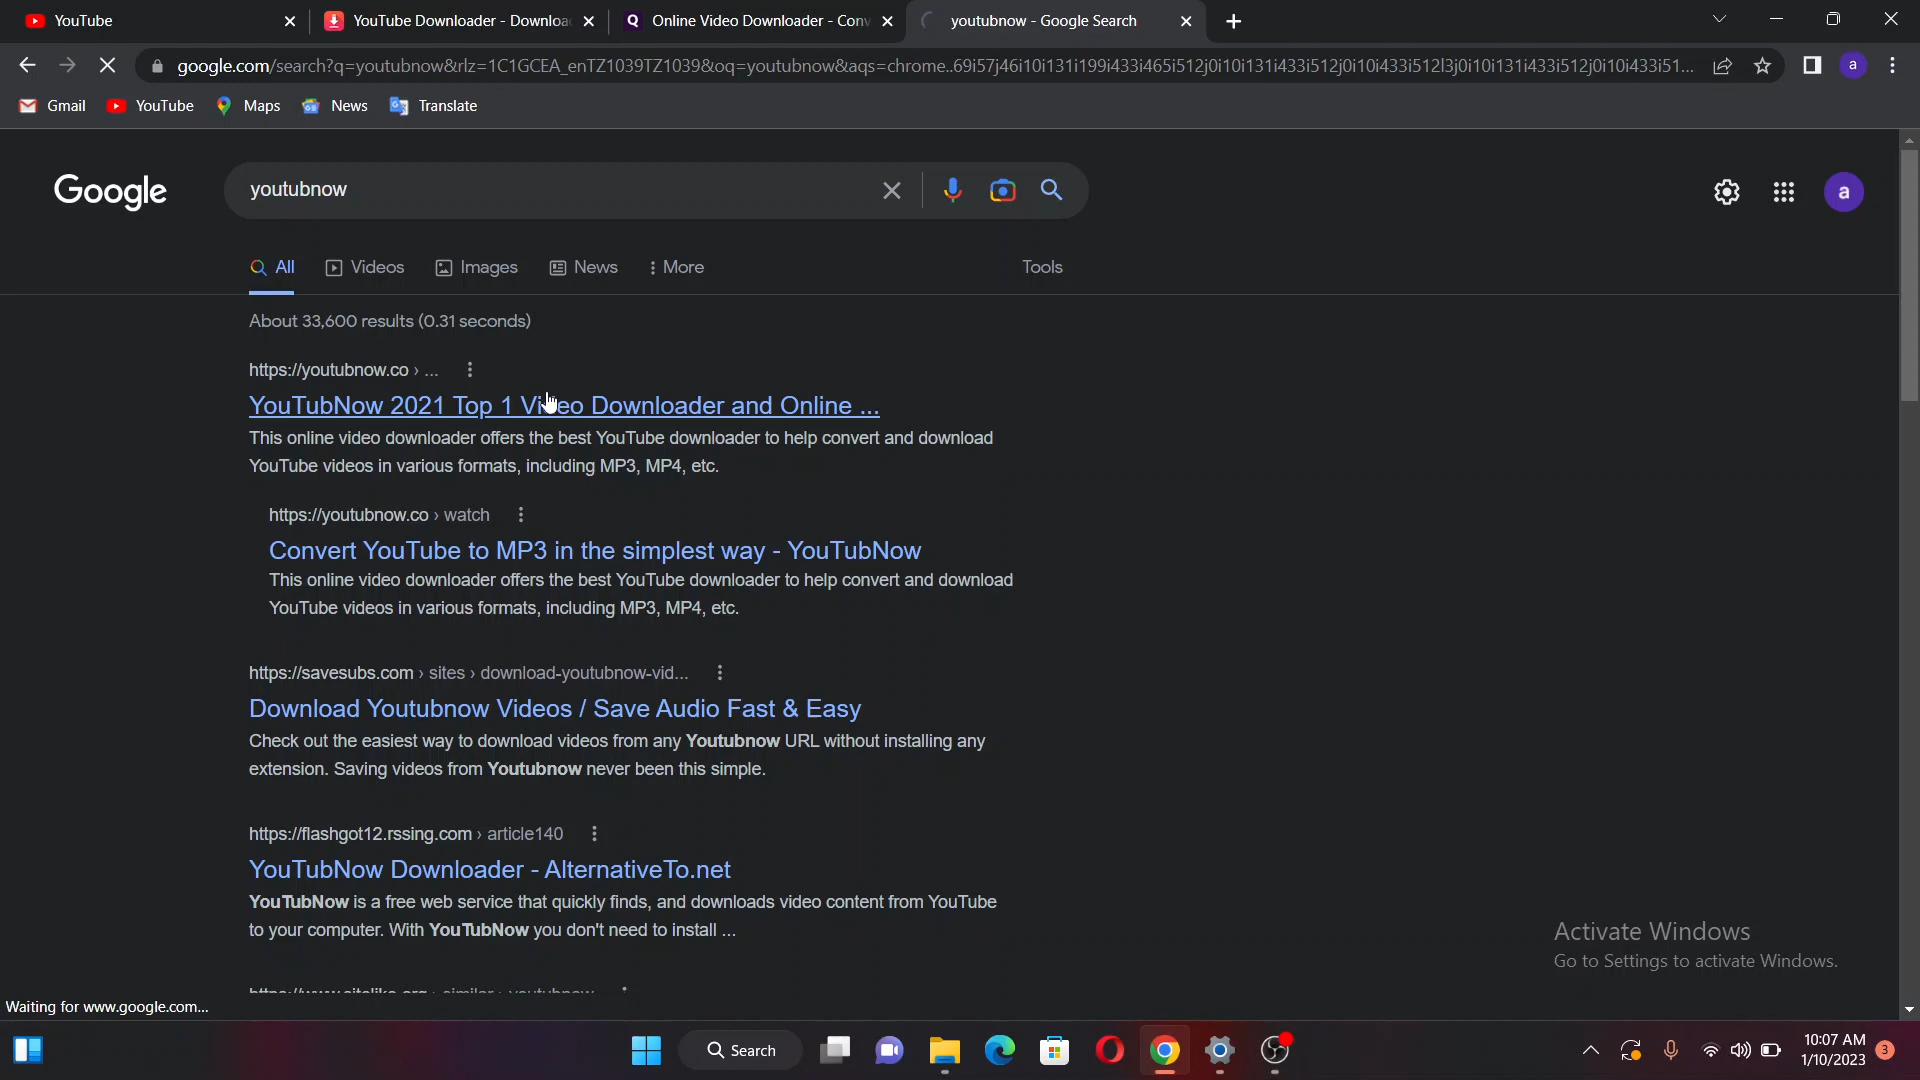 YouTube
YouTube Downloader - Downloa
Online Video Downloader - Conv
youtubnow - Google Search
google.com/search?q=youtubnow&rlz=1C1GCEA_enTZ1039TZ1039&oq=youtubnow&aqs=chrome..69i57j46i10i131i199i433i465i512j0i10i131i433i512j0i10i433i512l3j0i10i131i433i512j0i10i433i51...
a
Gmail
YouTube
Maps
News
Translate
Google
youtubnow
a
All
Videos
Images
News
More
Tools
About 33,600 results (0.31 seconds)
https://youtubnow.co › ...
YouTubNow 2021 Top 1 Video Downloader and Online ...
This online video downloader offers the best YouTube downloader to help convert and download
YouTube videos in various formats, including MP3, MP4, etc.
https://youtubnow.co › watch
Convert YouTube to MP3 in the simplest way - YouTubNow
This online video downloader offers the best YouTube downloader to help convert and download
YouTube videos in various formats, including MP3, MP4, etc.
https://savesubs.com › sites › download-youtubnow-vid...
Download Youtubnow Videos / Save Audio Fast & Easy
Check out the easiest way to download videos from any Youtubnow URL without installing any
extension. Saving videos from Youtubnow never been this simple.
https://flashgot12.rssing.com › article140
YouTubNow Downloader - AlternativeTo.net
YouTubNow is a free web service that quickly finds, and downloads video content from YouTube
to your computer. With YouTubNow you don't need to install ...
Activate Windows
Go to Settings to activate Windows.
Waiting for www.google.com...
Search
10:07 AM
1/10/2023
3